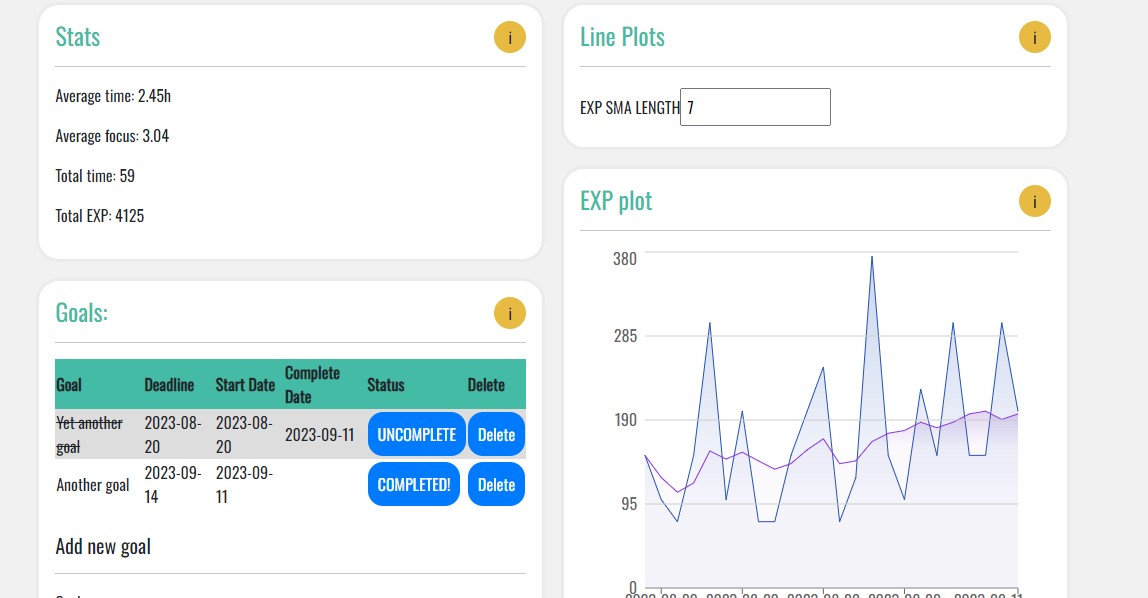 Stats
i
Average time: 2.45h
Average focus: 3.04
Total time: 59
Total EXP: 4125
Goals:
i
Goal Deadline Start Date Complete Date Status Delete
Yet another goal 2023-08-20 2023-08-20 2023-09-11 UNCOMPLETE Delete
Another goal 2023-09-14 2023-09-11 COMPLETED! Delete
Add new goal
Line Plots
i
EXP SMA LENGTH 7
EXP plot
i
380
285
190
95
0